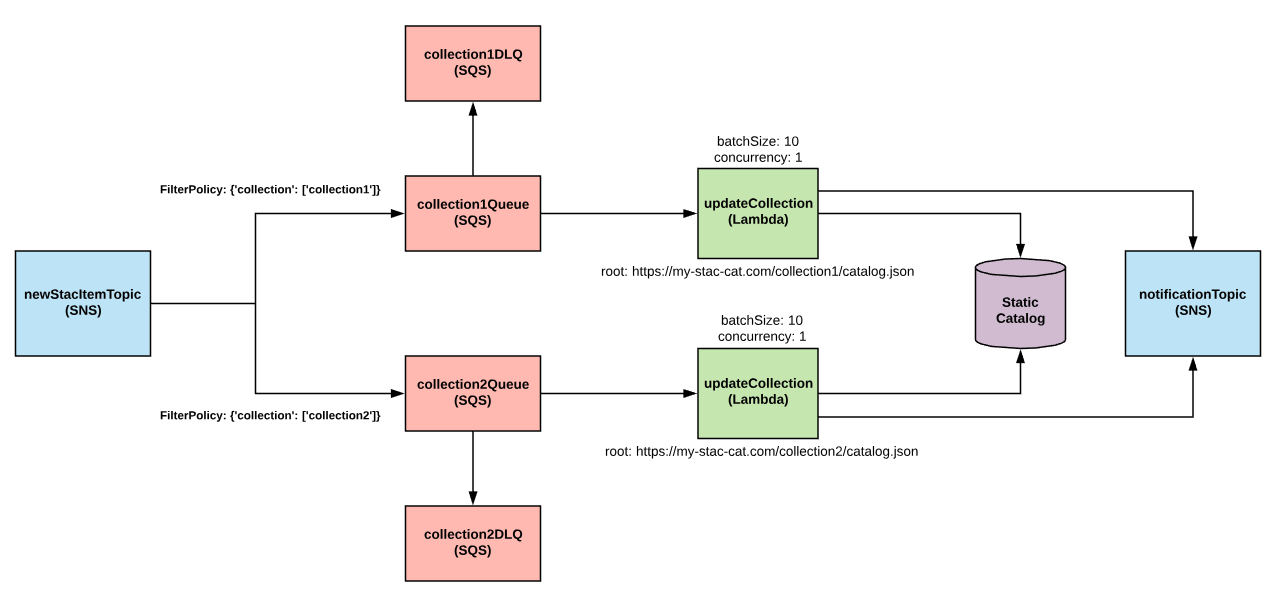 collection1DLQ
(SQS)
batchSize: 10
concurrency: 1
FilterPolicy: {'collection': ['collection1']}
collection1Queue
(SQS)
updateCollection
(Lambda)
root: https://my-stac-cat.com/collection1/catalog.json
newStacItemTopic
(SNS)
Static
Catalog
notificationTopic
(SNS)
batchSize: 10
concurrency: 1
collection2Queue
(SQS)
updateCollection
(Lambda)
FilterPolicy: {'collection': ['collection2']}
root: https://my-stac-cat.com/collection2/catalog.json
collection2DLQ
(SQS)